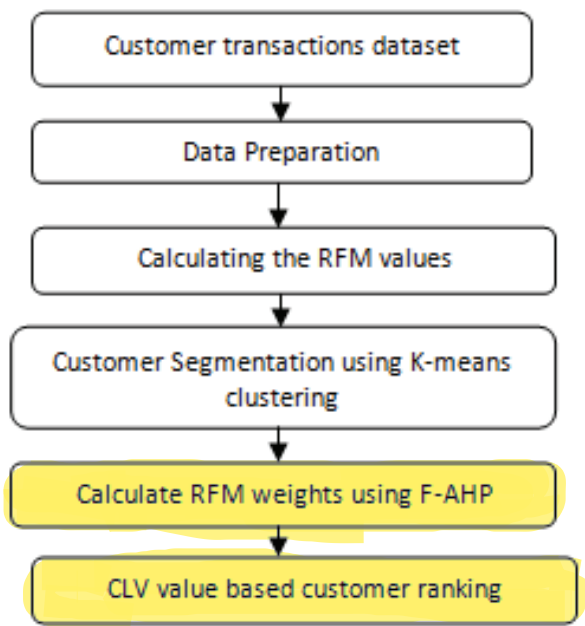 Customer transactions dataset
Data Preparation
Calculating the RFM values
Customer Segmentation using K-means
clustering
Calculate RFM weights using F-AHP
CLV value based customer ranking